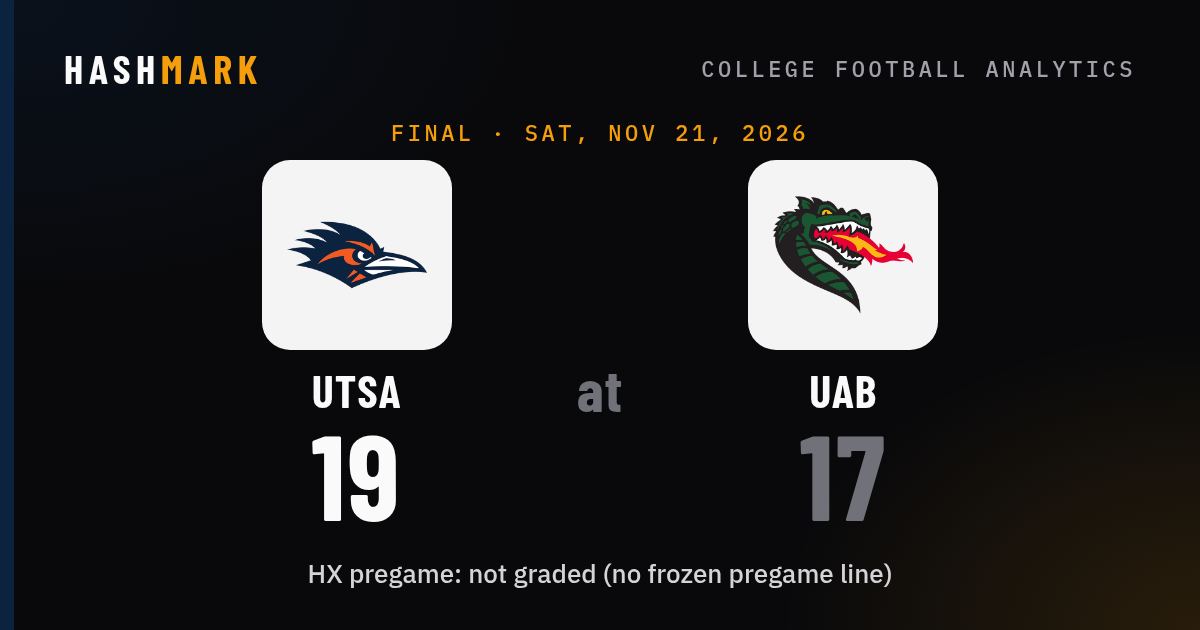 HASHMARK
COLLEGE FOOTBALL ANALYTICS
FINAL · SAT, NOV 21, 2026
UTSA at UAB
19 17
HX pregame: not graded (no frozen pregame line)